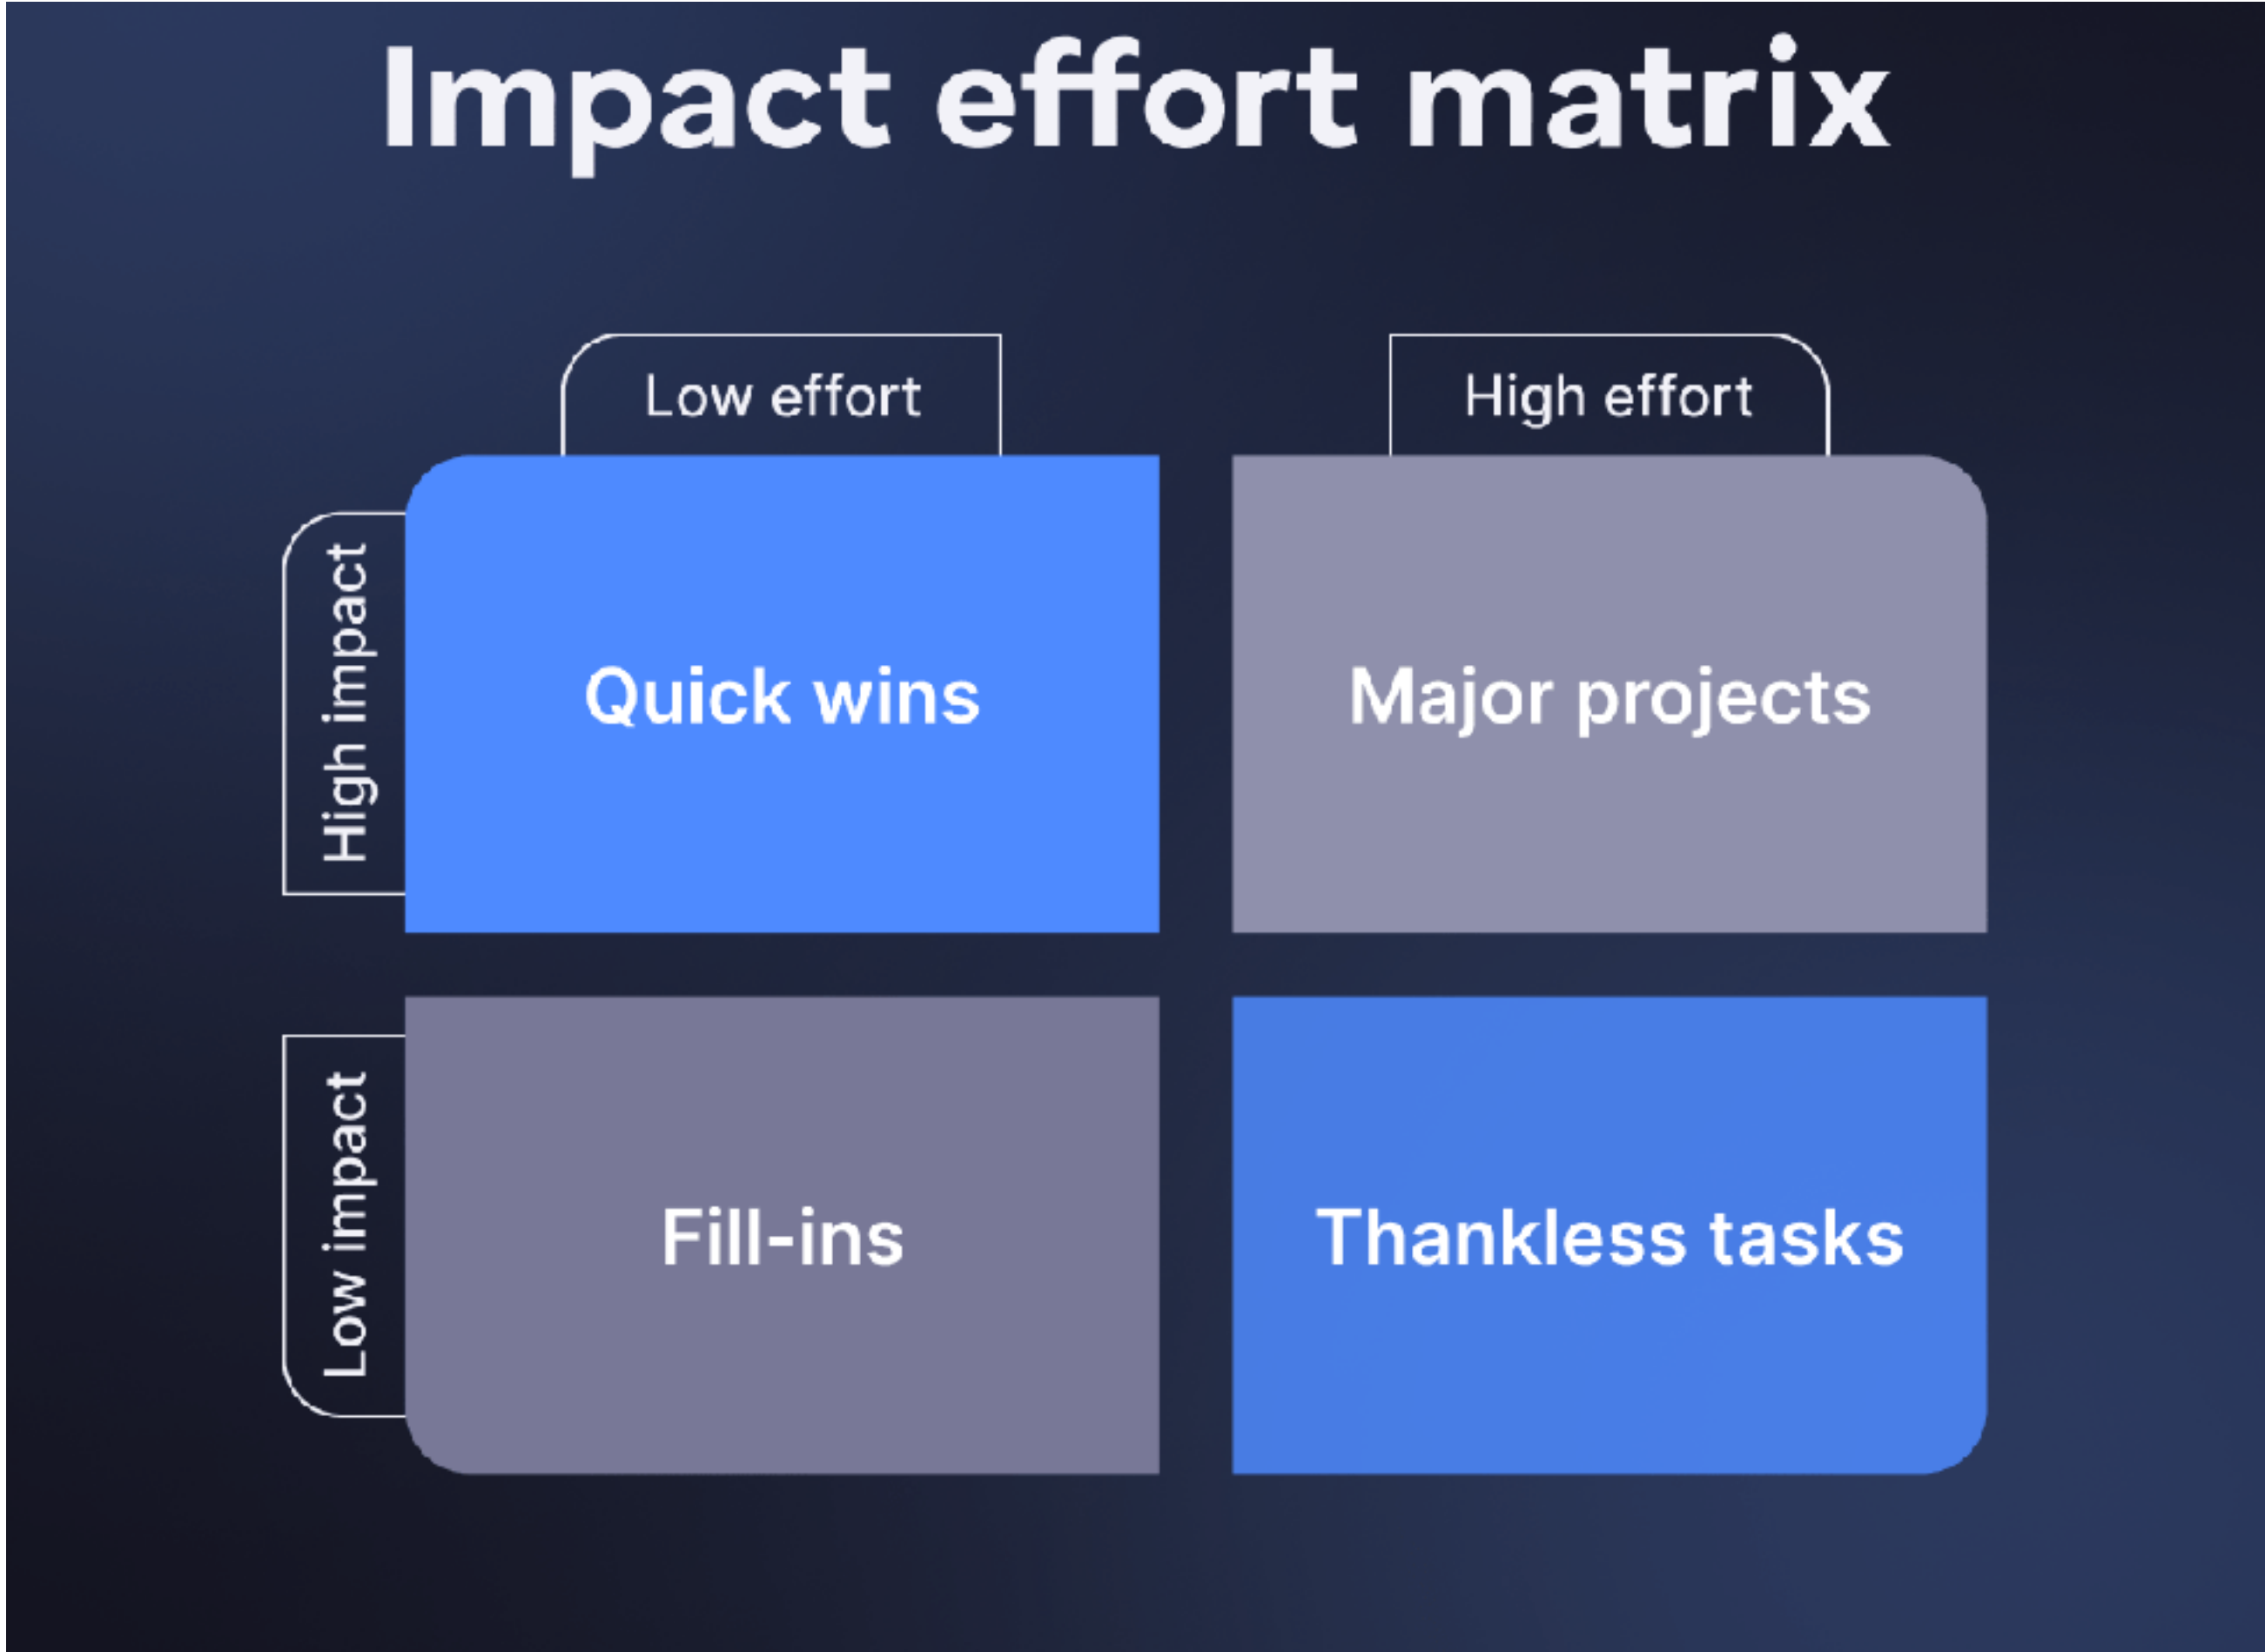 Impact effort matrix
Low effort
High effort
High impact
Quick wins
Major projects
Low impact
Fill-ins
Thankless tasks